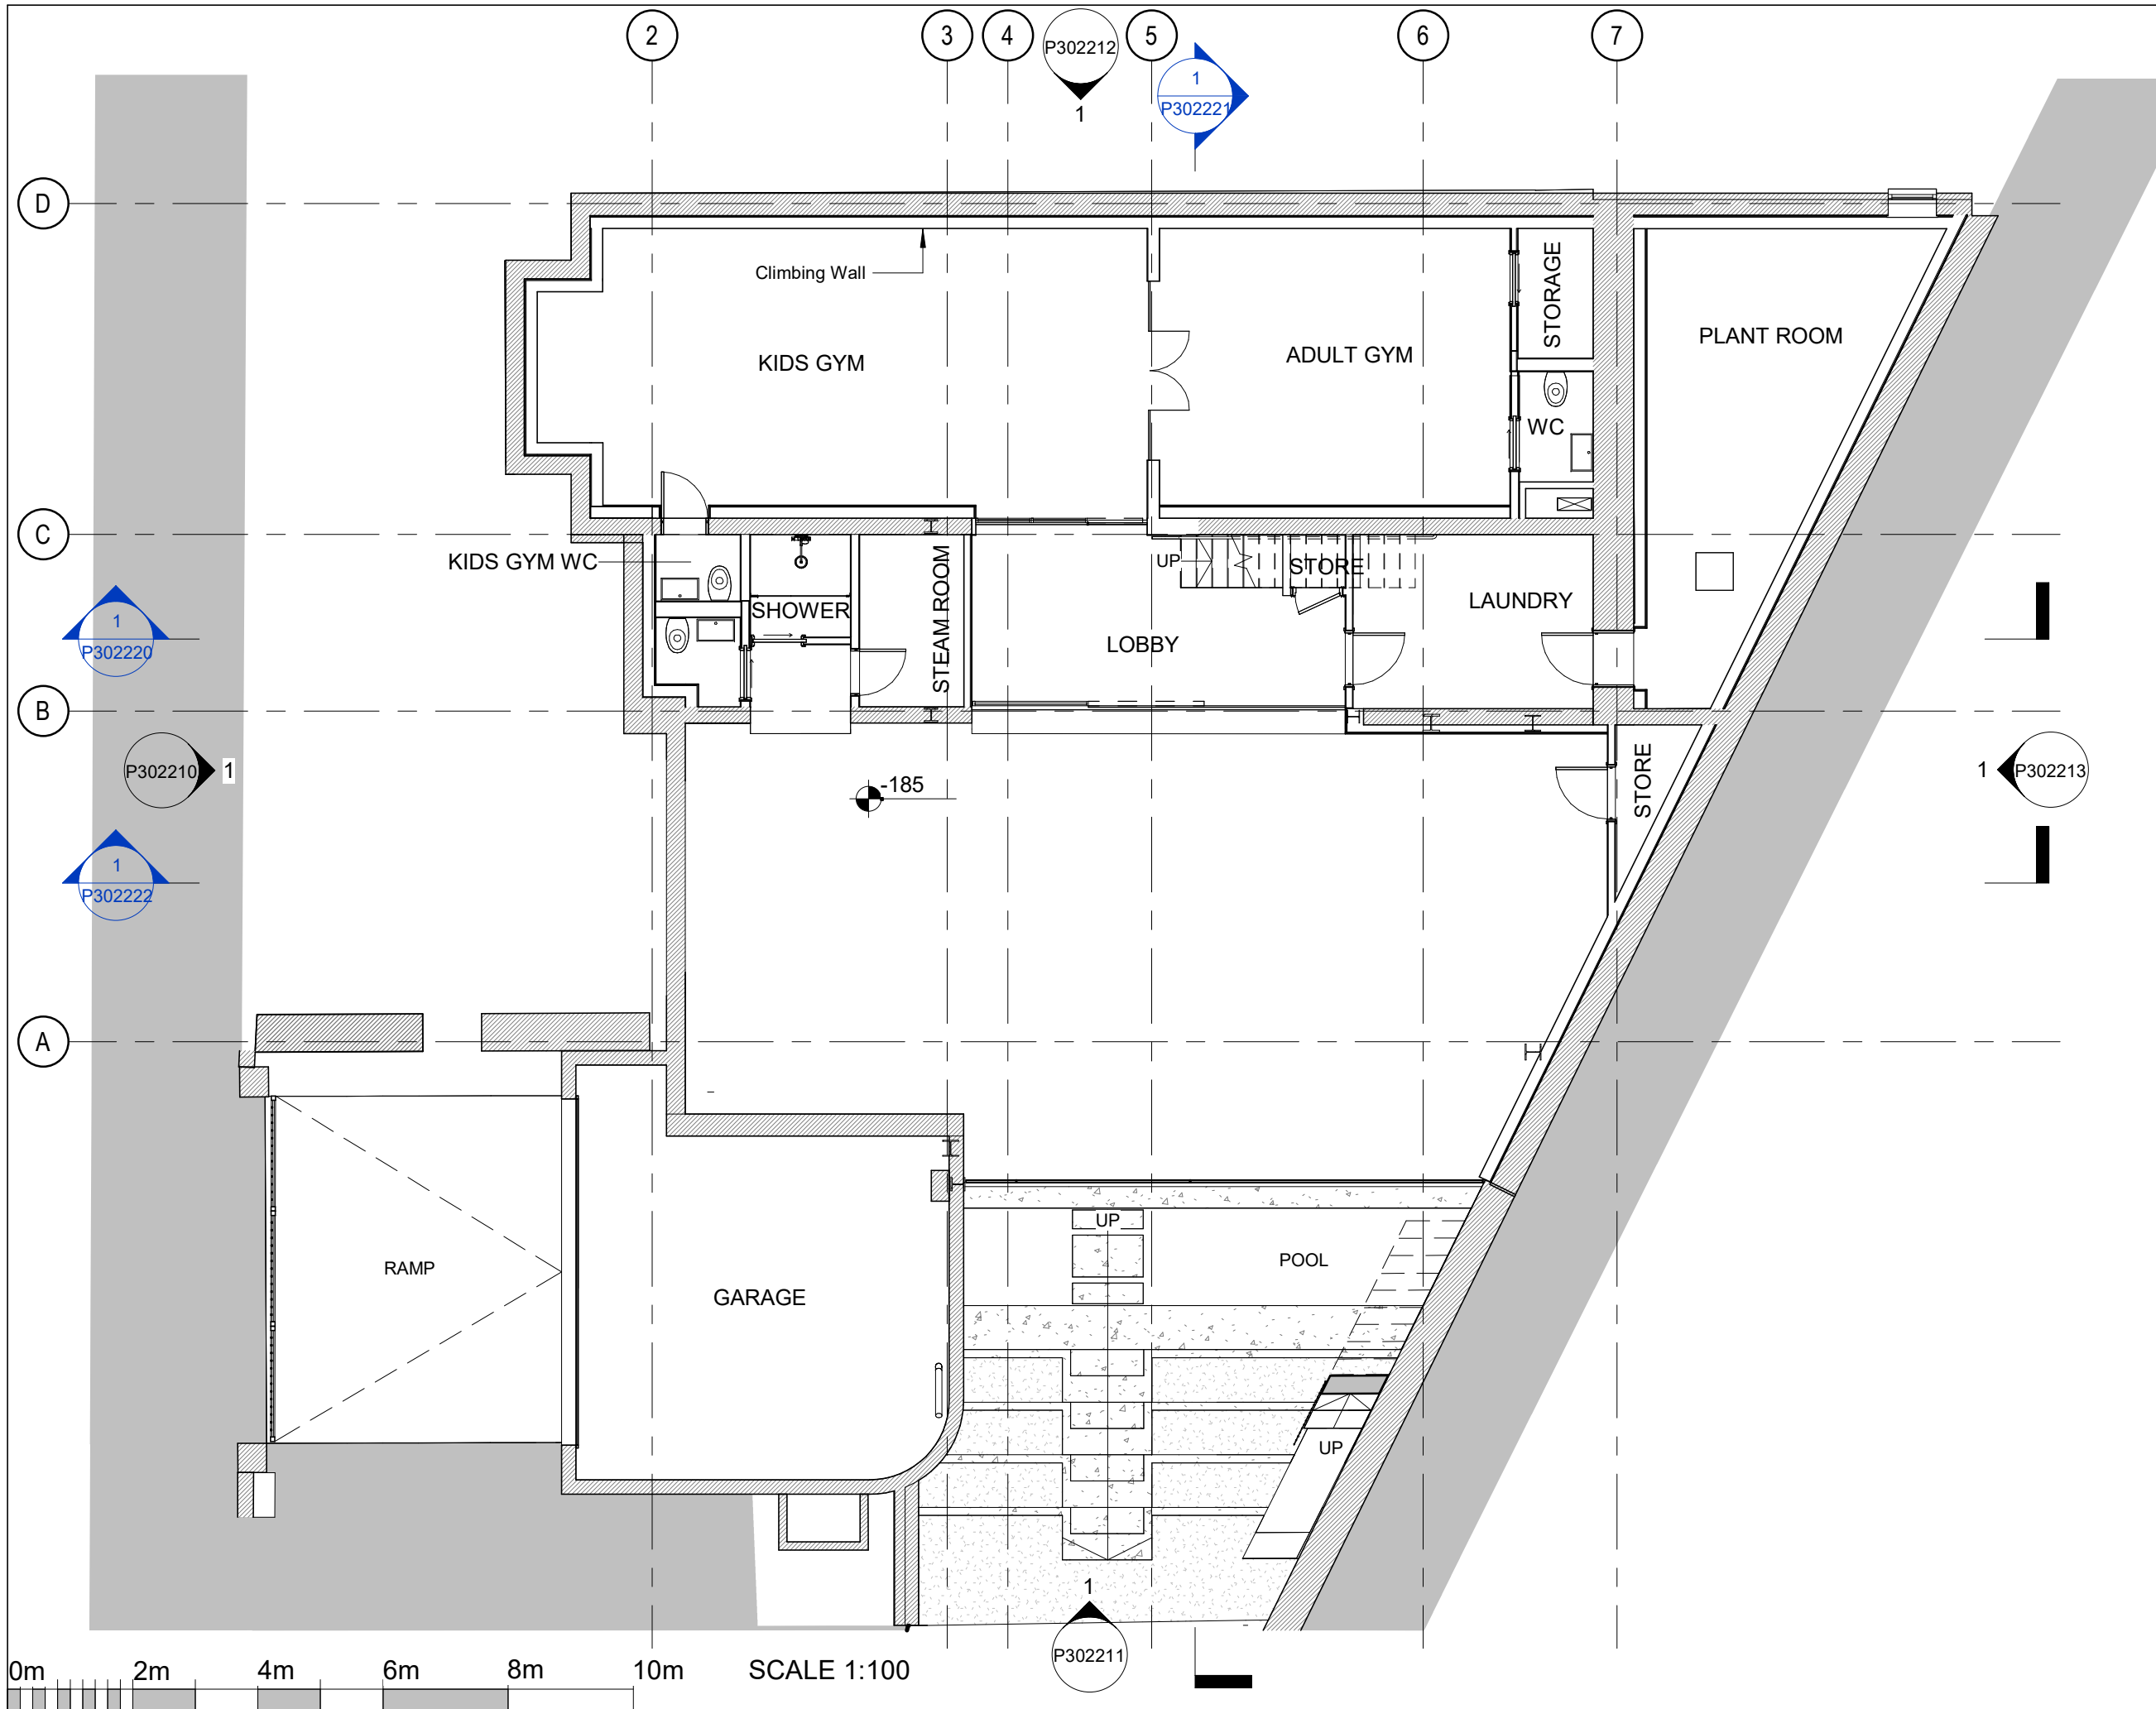 2
3
4
P302212
1
5
1
P302221
6
7
D
Climbing Wall
KIDS GYM
ADULT GYM
STORAGE
PLANT ROOM
WC
C
KIDS GYM WC
SHOWER
STEAM ROOM
UP
STORE
LAUNDRY
LOBBY
1
P302220
B
P302210
1
-185
STORE
1
P302213
1
P302222
A
RAMP
GARAGE
UP
POOL
UP
1
P302211
0m
2m
4m
6m
8m
10m
SCALE 1:100